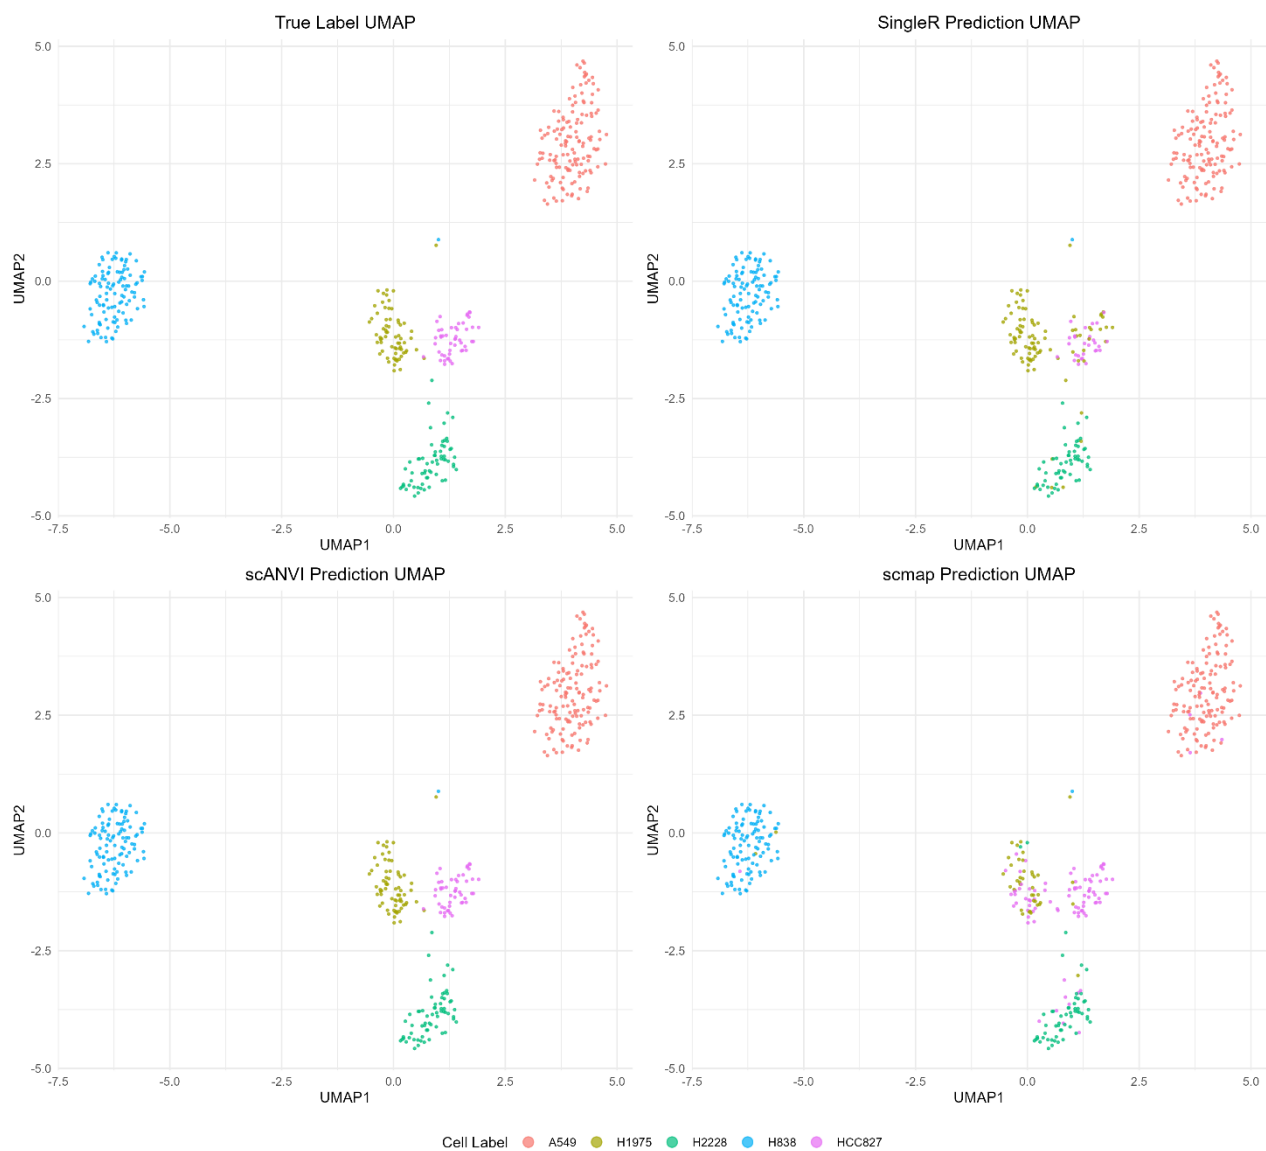 True Label UMAP
5.0
2.5
0.0
-2.5
-5.0
UMAP2
-7.5 -5.0 -2.5 0.0 2.5 5.0
UMAP1
SingleR Prediction UMAP
5.0
2.5
0.0
-2.5
-5.0
UMAP2
-7.5 -5.0 -2.5 0.0 2.5 5.0
UMAP1
scANVI Prediction UMAP
5.0
2.5
0.0
-2.5
-5.0
UMAP2
-7.5 -5.0 -2.5 0.0 2.5 5.0
UMAP1
scmap Prediction UMAP
5.0
2.5
0.0
-2.5
-5.0
UMAP2
-7.5 -5.0 -2.5 0.0 2.5 5.0
UMAP1
Cell Label A549 H1975 H2228 H838 HCC827